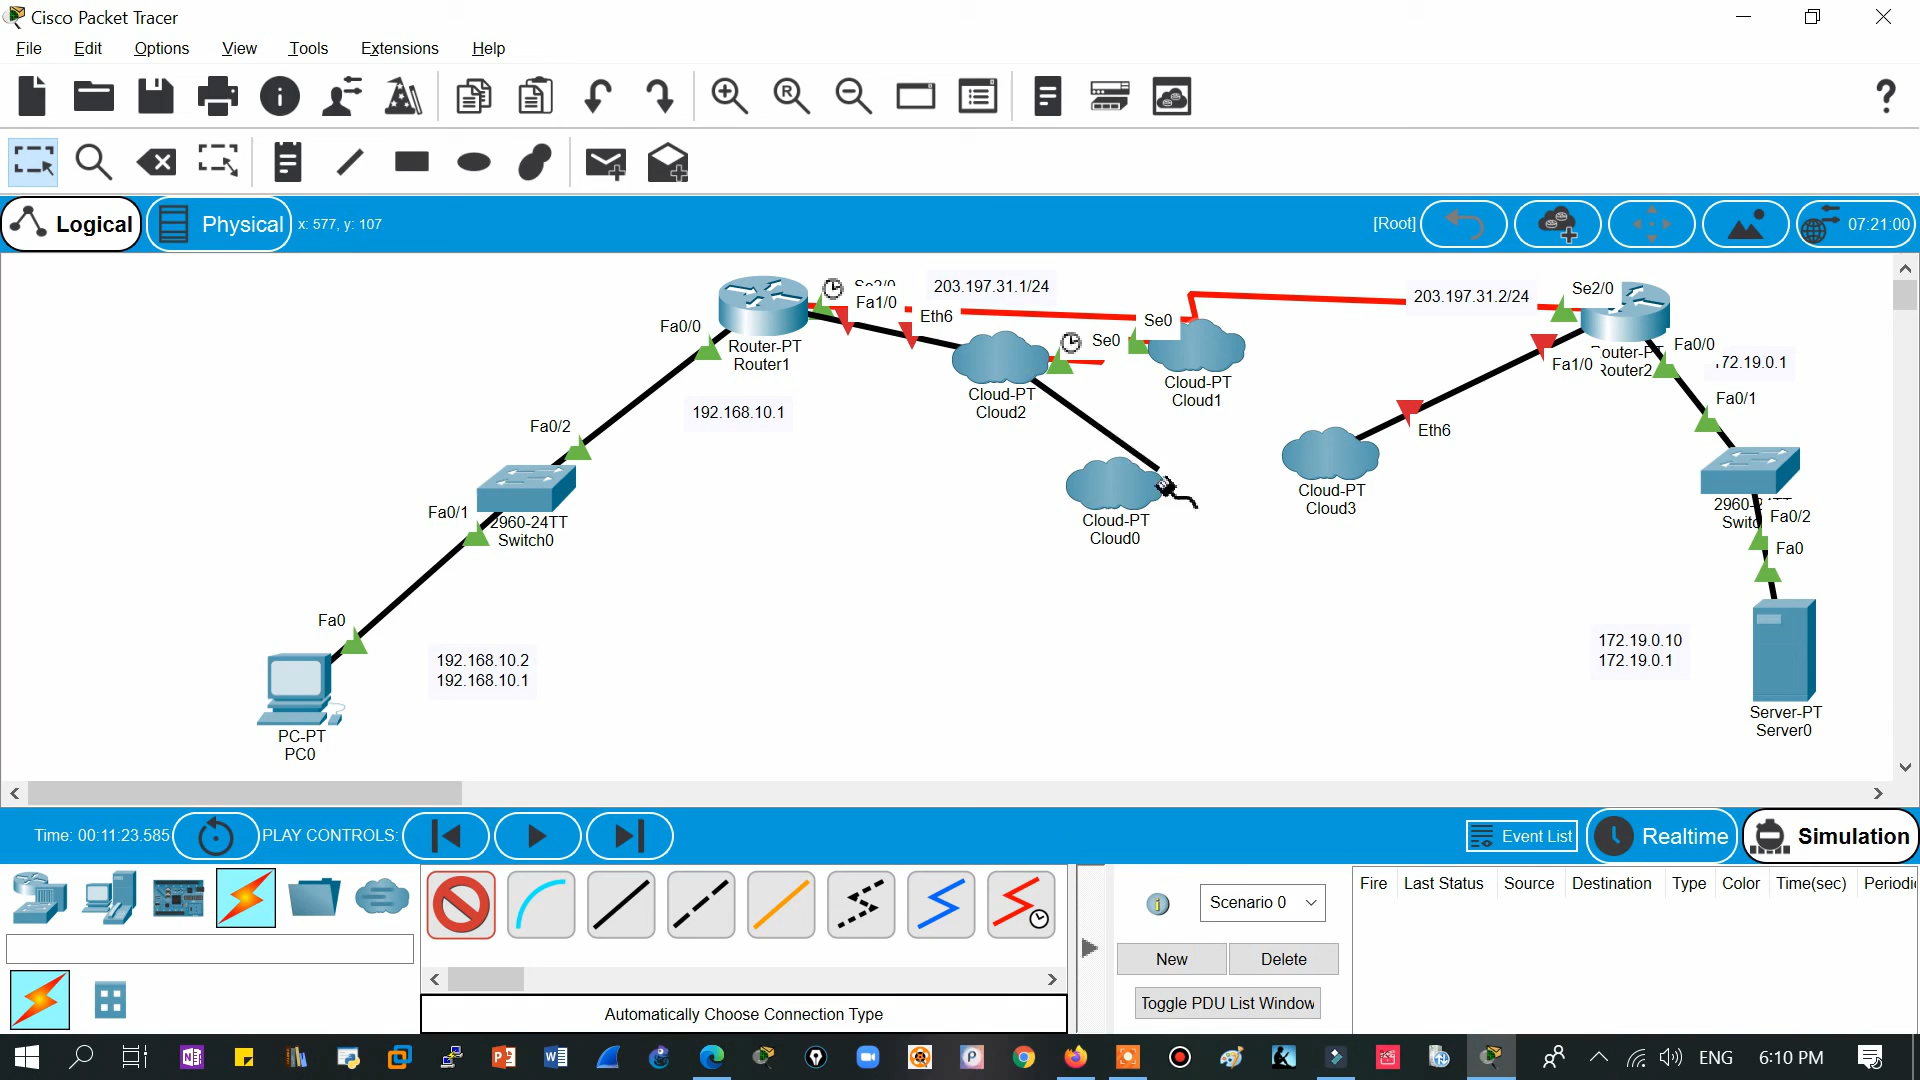 Cisco Packet Tracer
File Edit Options View Tools Extensions Help
Logical
Physical
x: 577, y: 107
[Root]
07:21:00
Se2/0
Fa1/0
203.197.31.1/24
Eth6
Fa0/0
Router-PT
Router1
192.168.10.1
Cloud-PT
Cloud2
Se0
Se0
Cloud-PT
Cloud1
203.197.31.2/24
Se2/0
Fa0/0
Router2
Fa1/0
172.19.0.1
Fa0/1
Fa0/2
Fa0/1
2960-24TT
Switch0
Eth6
Cloud-PT
Cloud3
Cloud-PT
Cloud0
Fa0/2
Fa0
Fa0
192.168.10.2
192.168.10.1
PC-PT
PC0
172.19.0.10
172.19.0.1
Server-PT
Server0
Time: 00:11:23.585
PLAY CONTROLS:
Event List
Realtime
Simulation
Automatically Choose Connection Type
Scenario 0
New
Delete
Toggle PDU List Window
Fire Last Status Source Destination Type Color Time(sec) Periodic
ENG
6:10 PM